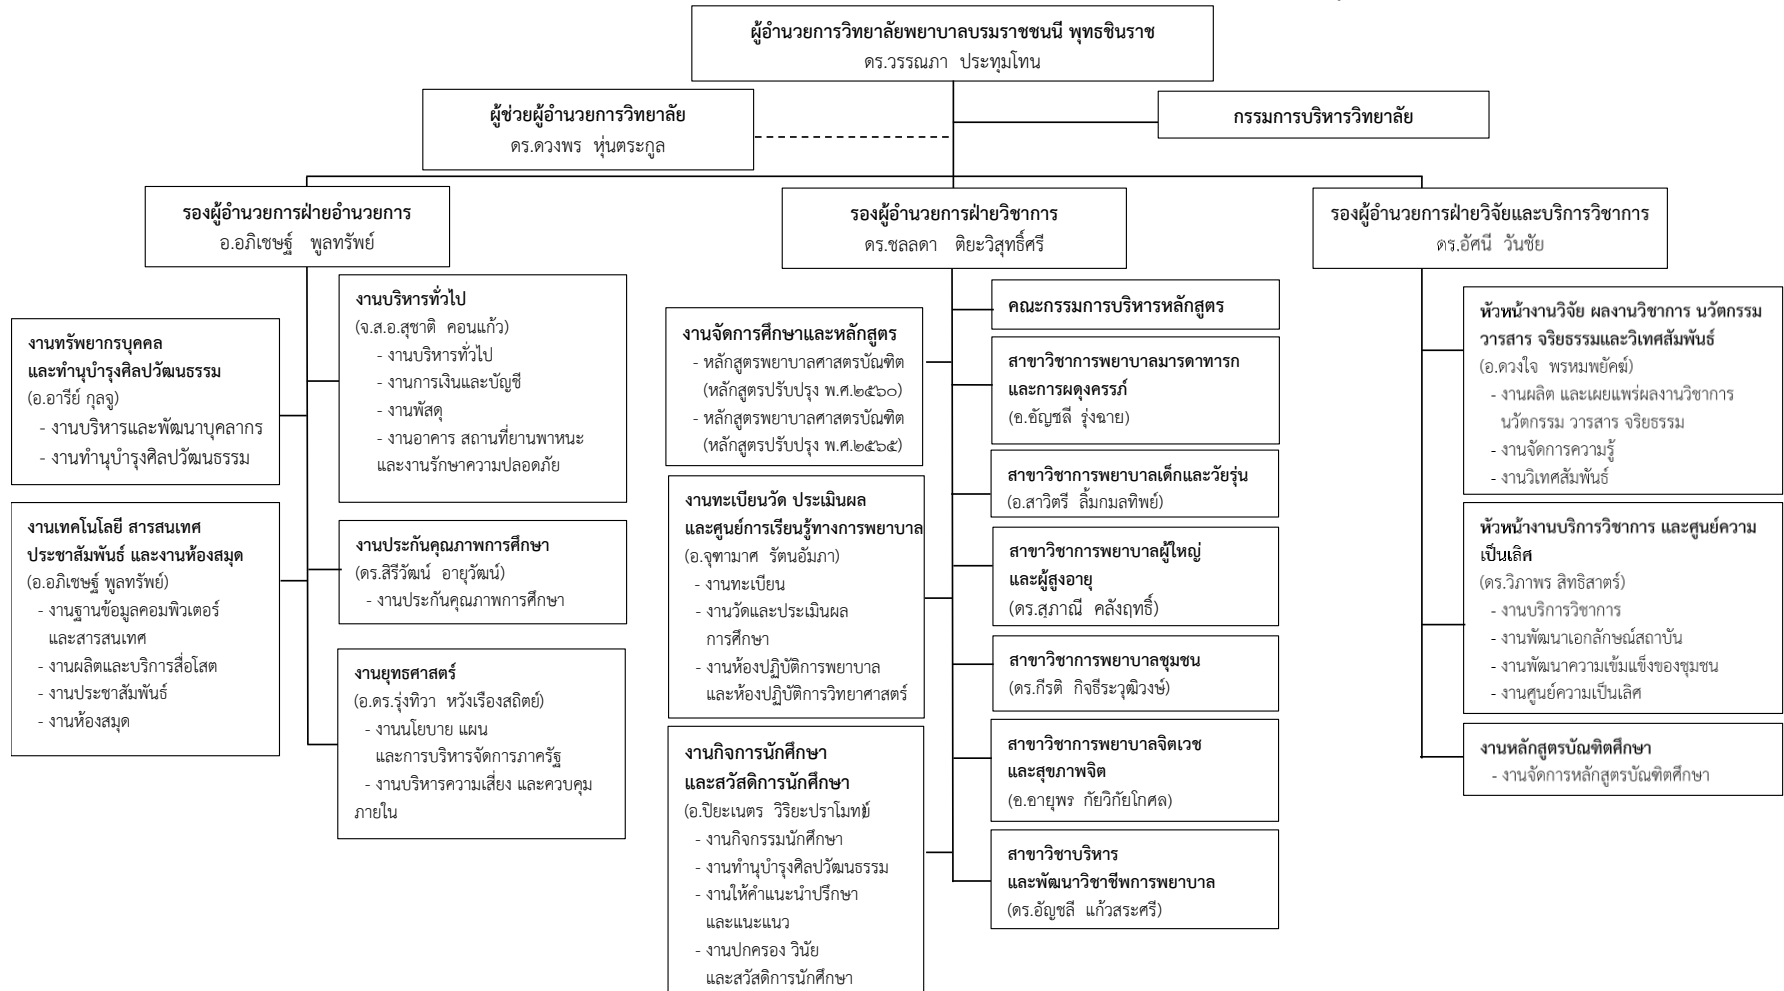 ผู้อำนวยการวิทยาลัยพยาบาลบรมราชชนนี พุทธชินราช
ดร.วรรณภา ประทุมโทน
ผู้ช่วยผู้อำนวยการวิทยาลัย
ดร.ดวงพร หุ่นตระกูล
กรรมการบริหารวิทยาลัย
รองผู้อำนวยการฝ่ายอำนวยการ
อ.อภิเชษฐ์ พูลทรัพย์
รองผู้อำนวยการฝ่ายวิชาการ
ดร.ชลลดา ติยะวิสุทธิ์ศรี
รองผู้อำนวยการฝ่ายวิจัยและบริการวิชาการ
ดร.อัศนี วันชัย
งานทรัพยากรบุคคล
และทำนุบำรุงศิลปวัฒนธรรม
(อ.อารีย์ กุลจู)
- งานบริหารและพัฒนาบุคลากร
- งานทำนุบำรุงศิลปวัฒนธรรม
งานเทคโนโลยี สารสนเทศ
ประชาสัมพันธ์ และงานห้องสมุด
(อ.อภิเชษฐ์ พูลทรัพย์)
- งานฐานข้อมูลคอมพิวเตอร์
และสารสนเทศ
- งานผลิตและบริการสื่อโสต
- งานประชาสัมพันธ์
- งานห้องสมุด
งานบริหารทั่วไป
(จ.ส.อ.สุชาติ คอนแก้ว)
- งานบริหารทั่วไป
- งานการเงินและบัญชี
- งานพัสดุ
- งานอาคาร สถานที่ยานพาหนะ
และงานรักษาความปลอดภัย
งานประกันคุณภาพการศึกษา
(ดร.สิรีวัฒน์ อายุวัฒน์)
- งานประกันคุณภาพการศึกษา
งานยุทธศาสตร์
(อ.ดร.รุ่งทิวา หวังเรืองสถิตย์)
- งานนโยบาย แผน
และการบริหารจัดการภาครัฐ
- งานบริหารความเสี่ยง และควบคุม
ภายใน
งานจัดการศึกษาและหลักสูตร
- หลักสูตรพยาบาลศาสตรบัณฑิต
(หลักสูตรปรับปรุง พ.ศ.๒๕๖๐)
- หลักสูตรพยาบาลศาสตรบัณฑิต
(หลักสูตรปรับปรุง พ.ศ.๒๕๖๕)
งานทะเบียนวัด ประเมินผล
และศูนย์การเรียนรู้ทางการพยาบาล
(อ.จุฑามาศ รัตนอัมภา)
- งานทะเบียน
- งานวัดและประเมินผล
การศึกษา
- งานห้องปฏิบัติการพยาบาล
และห้องปฏิบัติการวิทยาศาสตร์
งานกิจการนักศึกษา
และสวัสดิการนักศึกษา
(อ.ปิยะเนตร วิริยะปราโมทย์)
- งานกิจกรรมนักศึกษา
- งานทำนุบำรุงศิลปวัฒนธรรม
- งานให้คำแนะนำปรึกษา
และแนะแนว
- งานปกครอง วินัย
และสวัสดิการนักศึกษา
คณะกรรมการบริหารหลักสูตร
สาขาวิชาการพยาบาลมารดาทารก
และการผดุงครรภ์
(อ.อัญชลี รุ่งฉาย)
สาขาวิชาการพยาบาลเด็กและวัยรุ่น
(อ.สาวิตรี ลิ้มกมลทิพย์)
สาขาวิชาการพยาบาลผู้ใหญ่
และผู้สูงอายุ
(ดร.สุภาณี คลังฤทธิ์)
สาขาวิชาการพยาบาลชุมชน
(ดร.กีรติ กิจธีระวุฒิวงษ์)
สาขาวิชาการพยาบาลจิตเวช
และสุขภาพจิต
(อ.อายุพร กัยวิกัยโกศล)
สาขาวิชาบริหาร
และพัฒนาวิชาชีพการพยาบาล
(ดร.อัญชลี แก้วสระศรี)
หัวหน้างานวิจัย ผลงานวิชาการ นวัตกรรม
วารสาร จริยธรรมและวิเทศสัมพันธ์
(อ.ดวงใจ พรหมพยัคฆ์)
- งานผลิต และเผยแพร่ผลงานวิชาการ
นวัตกรรม วารสาร จริยธรรม
- งานจัดการความรู้
- งานวิเทศสัมพันธ์
หัวหน้างานบริการวิชาการ และศูนย์ความ
เป็นเลิศ
(ดร.วิภาพร สิทธิสาตร์)
- งานบริการวิชาการ
- งานพัฒนาเอกลักษณ์สถาบัน
- งานพัฒนาความเข้มแข็งของชุมชน
- งานศูนย์ความเป็นเลิศ
งานหลักสูตรบัณฑิตศึกษา
- งานจัดการหลักสูตรบัณฑิตศึกษา